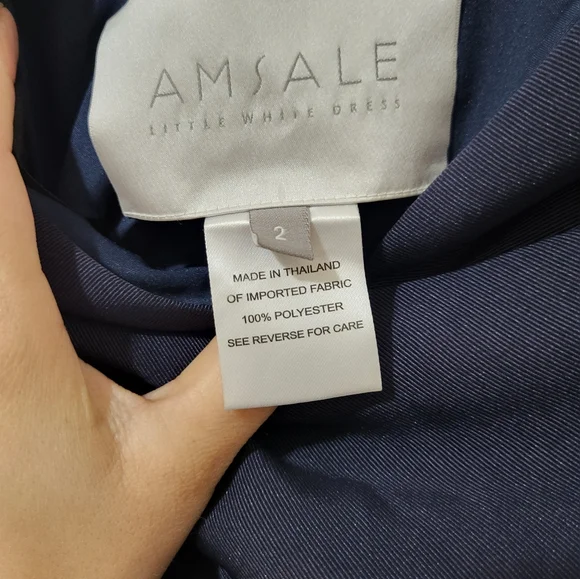 AMSALE
LITTLE WHITE DRESS
2
MADE IN THAILAND
OF IMPORTED FABRIC
100% POLYESTER
SEE REVERSE FOR CARE